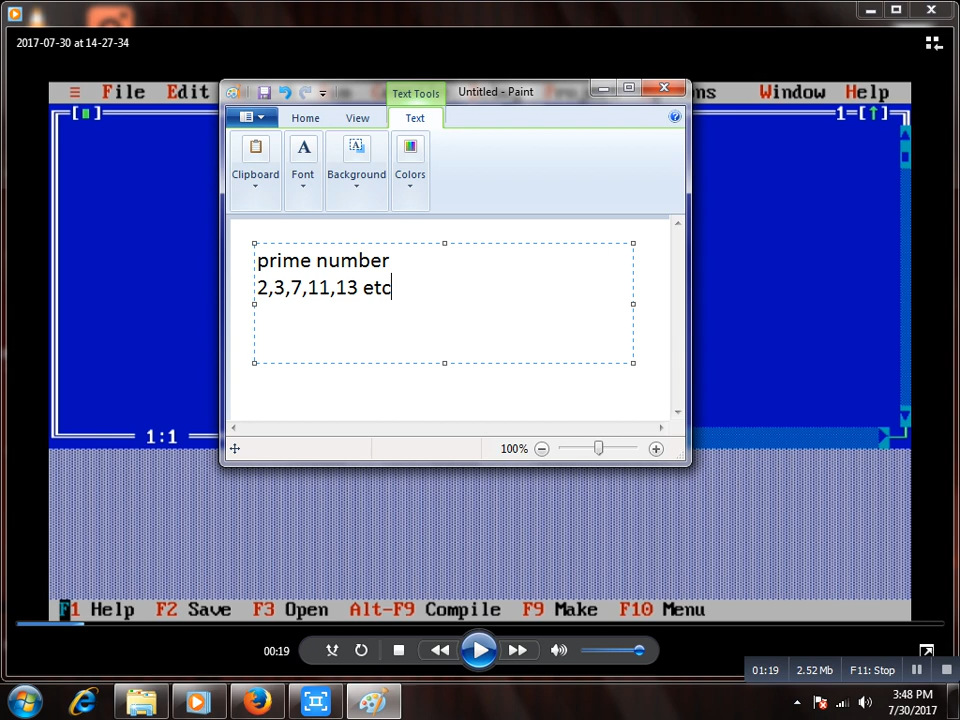 2017-07-30 at 14-27-34
File Edit
Window Help
Text Tools
Untitled - Paint
Home View Text
Clipboard Font Background Colors
1=[↑]
prime number
2,3,7,11,13 etc
1:1
100%
F1 Help F2 Save F3 Open Alt-F9 Compile F9 Make F10 Menu
00:19
01:19 2.52 Mb F11: Stop
3:48 PM
7/30/2017